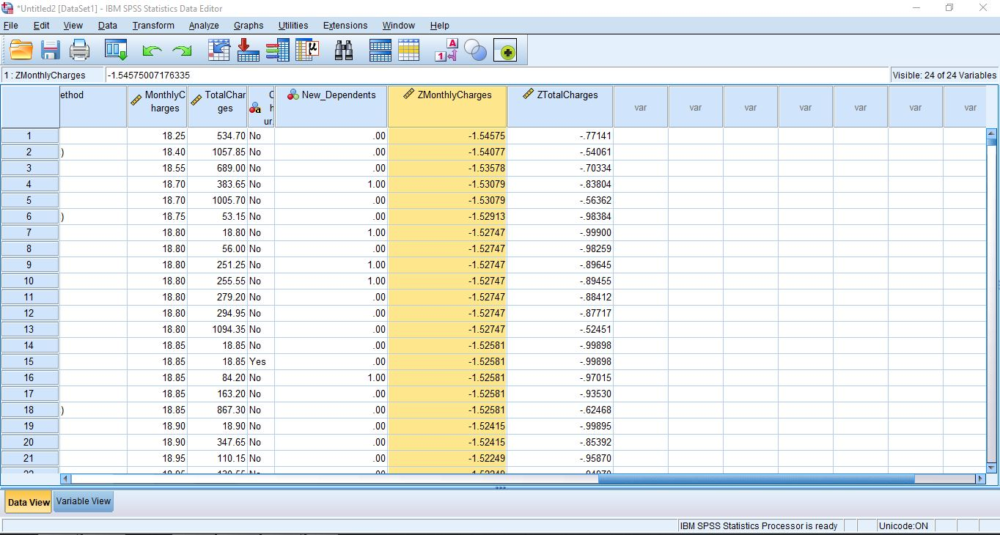 *Untitled2 [DataSet1] - IBM SPSS Statistics Data Editor
File Edit View Data Transform Analyze Graphs Utilities Extensions Window Help
1 : ZMonthlyCharges -1.54575007176335 Visible: 24 of 24 Variables
ethod MonthlyC harges TotalChar ges C h ur New_Dependents ZMonthlyCharges ZTotalCharges var var var var var var var
1 18.25 534.70 No .00 -1.54575 -.77141
2 ) 18.40 1057.85 No .00 -1.54077 -.54061
3 18.55 689.00 No .00 -1.53578 -.70334
4 18.70 383.65 No 1.00 -1.53079 -.83804
5 18.70 1005.70 No .00 -1.53079 -.56362
6 ) 18.75 53.15 No .00 -1.52913 -.98384
7 18.80 18.80 No 1.00 -1.52747 -.99900
8 18.80 56.00 No .00 -1.52747 -.98259
9 18.80 251.25 No 1.00 -1.52747 -.89645
10 18.80 255.55 No 1.00 -1.52747 -.89455
11 18.80 279.20 No .00 -1.52747 -.88412
12 18.80 294.95 No .00 -1.52747 -.87717
13 18.80 1094.35 No .00 -1.52747 -.52451
14 18.85 18.85 No .00 -1.52581 -.99898
15 18.85 18.85 Yes .00 -1.52581 -.99898
16 18.85 84.20 No 1.00 -1.52581 -.97015
17 18.85 163.20 No .00 -1.52581 -.93530
18 ) 18.85 867.30 No .00 -1.52581 -.62468
19 18.90 18.90 No .00 -1.52415 -.99895
20 18.90 347.65 No .00 -1.52415 -.85392
21 18.95 110.15 No .00 -1.52249 -.95870
Data View Variable View
IBM SPSS Statistics Processor is ready Unicode:ON